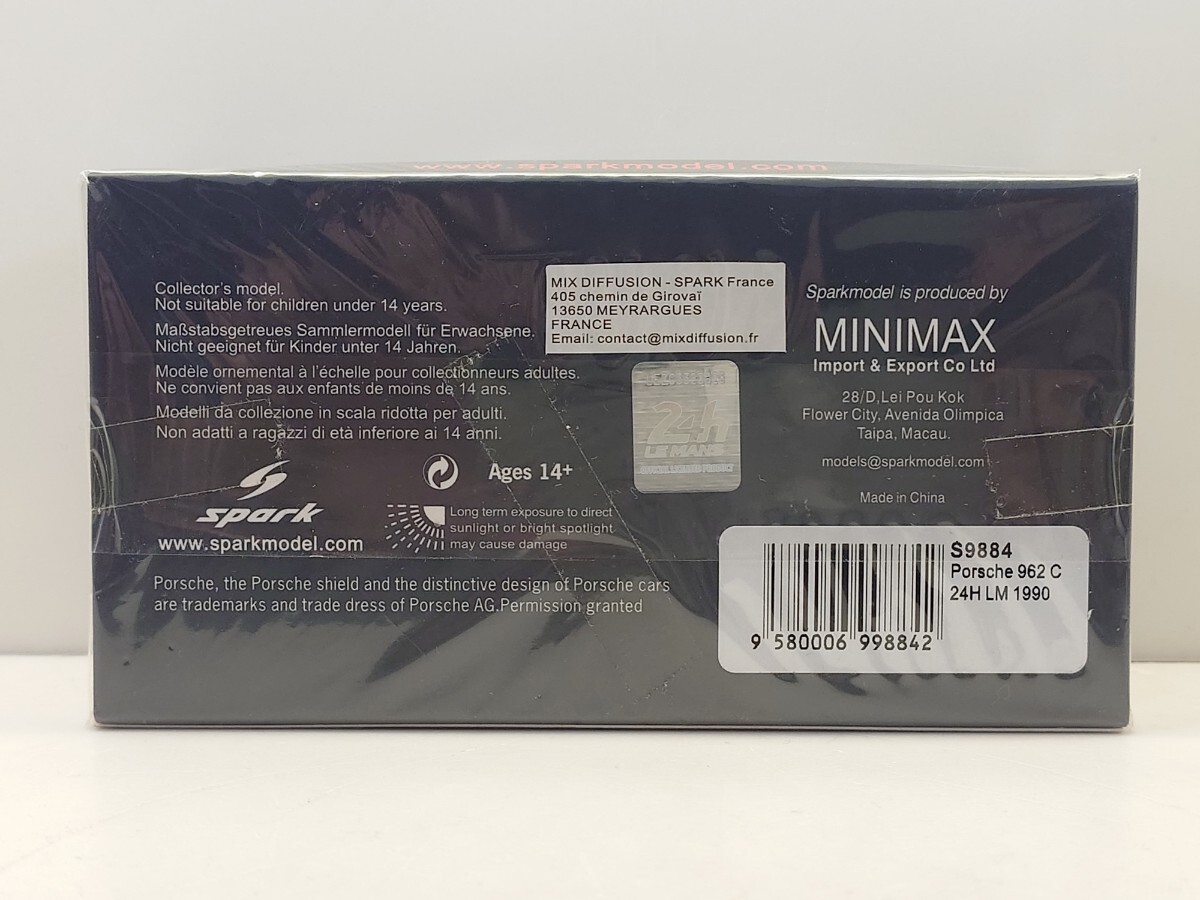 www.sparkmodel.com
Collector's model.
Not suitable for children under 14 years.
Maßstabsgetreues Sammlermodell für Erwachsene.
Nicht geeignet für Kinder unter 14 Jahren.
Modèle ornemental à l'échelle pour collectionneurs adultes.
Ne convient pas aux enfants de moins de 14 ans.
Modelli da collezione in scala ridotta per adulti.
Non adatti a ragazzi di età inferiore ai 14 anni.
spark
www.sparkmodel.com
Ages 14+
Long term exposure to direct
sunlight or bright spotlight
may cause damage
Porsche, the Porsche shield and the distinctive design of Porsche cars
are trademarks and trade dress of Porsche AG.Permission granted
MIX DIFFUSION - SPARK France
405 chemin de Girovaï
13650 MEYRARGUES
FRANCE
Email: contact@mixdiffusion.fr
24h
LE MANS
Sparkmodel is produced by
MINIMAX
Import & Export Co Ltd
28/D, Lei Pou Kok
Flower City, Avenida Olimpica
Taipa, Macau.
models@sparkmodel.com
Made in China
S9884
Porsche 962 C
24H LM 1990
9 580006 998842